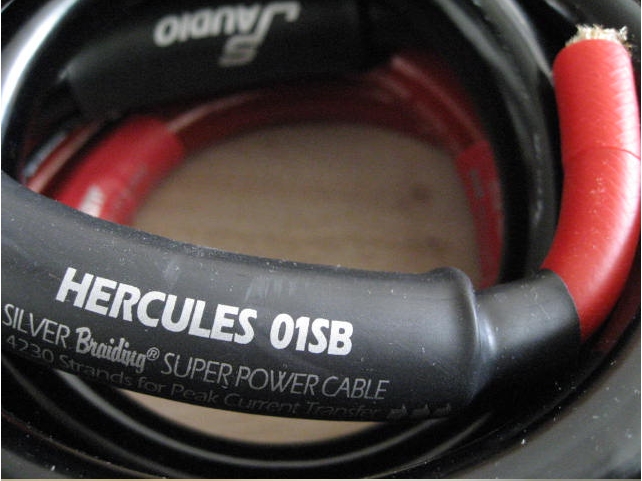 JS
AUDIO
HERCULES 01SB
SILVER Braiding® SUPER POWER CABLE
4230 Strands for Peak Current Transfer